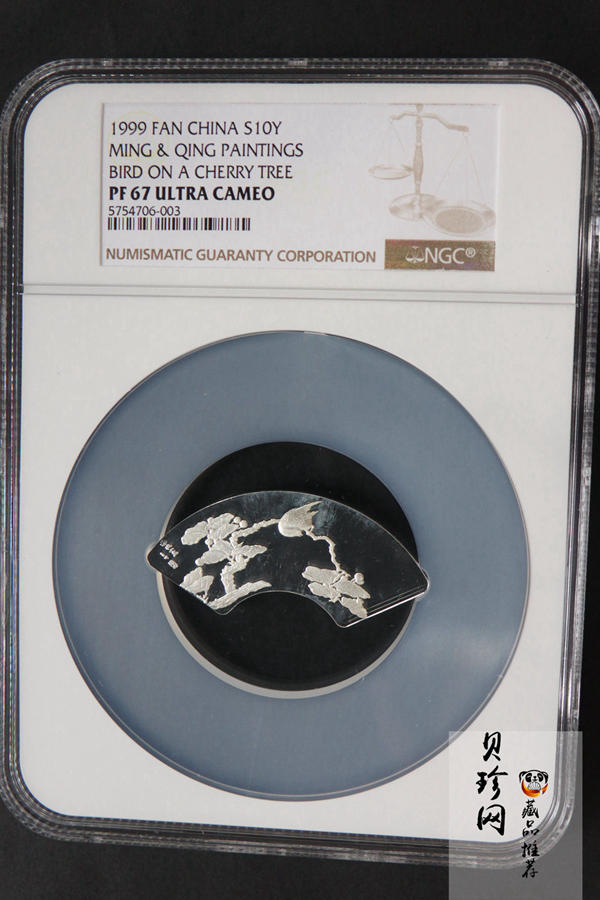 1999 FAN CHINA S10Y
MING & QING PAINTINGS
BIRD ON A CHERRY TREE
PF 67 ULTRA CAMEO
5754706-003
NUMISMATIC GUARANTY CORPORATION
NGC®
贝珍网
藏品推荐